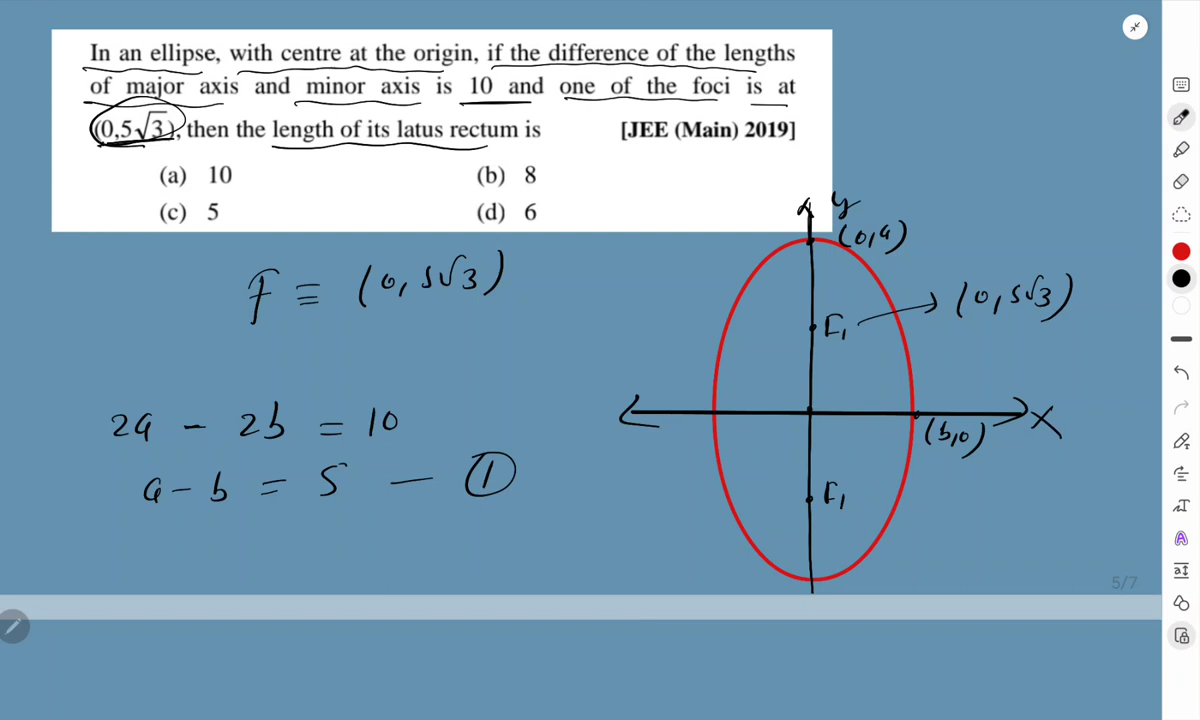 In an ellipse, with centre at the origin, if the difference of the lengths
of major axis and minor axis is 10 and one of the foci is at
(0,5√3), then the length of its latus rectum is [JEE (Main) 2019]
(a) 10 (b) 8
(c) 5 (d) 6
y
(0,a)
F ≡ (0, 5√3)
F₁ → (0, 5√3)
2a - 2b = 10
X
(b,0)
a - b = 5 — ①
F₁
5/7